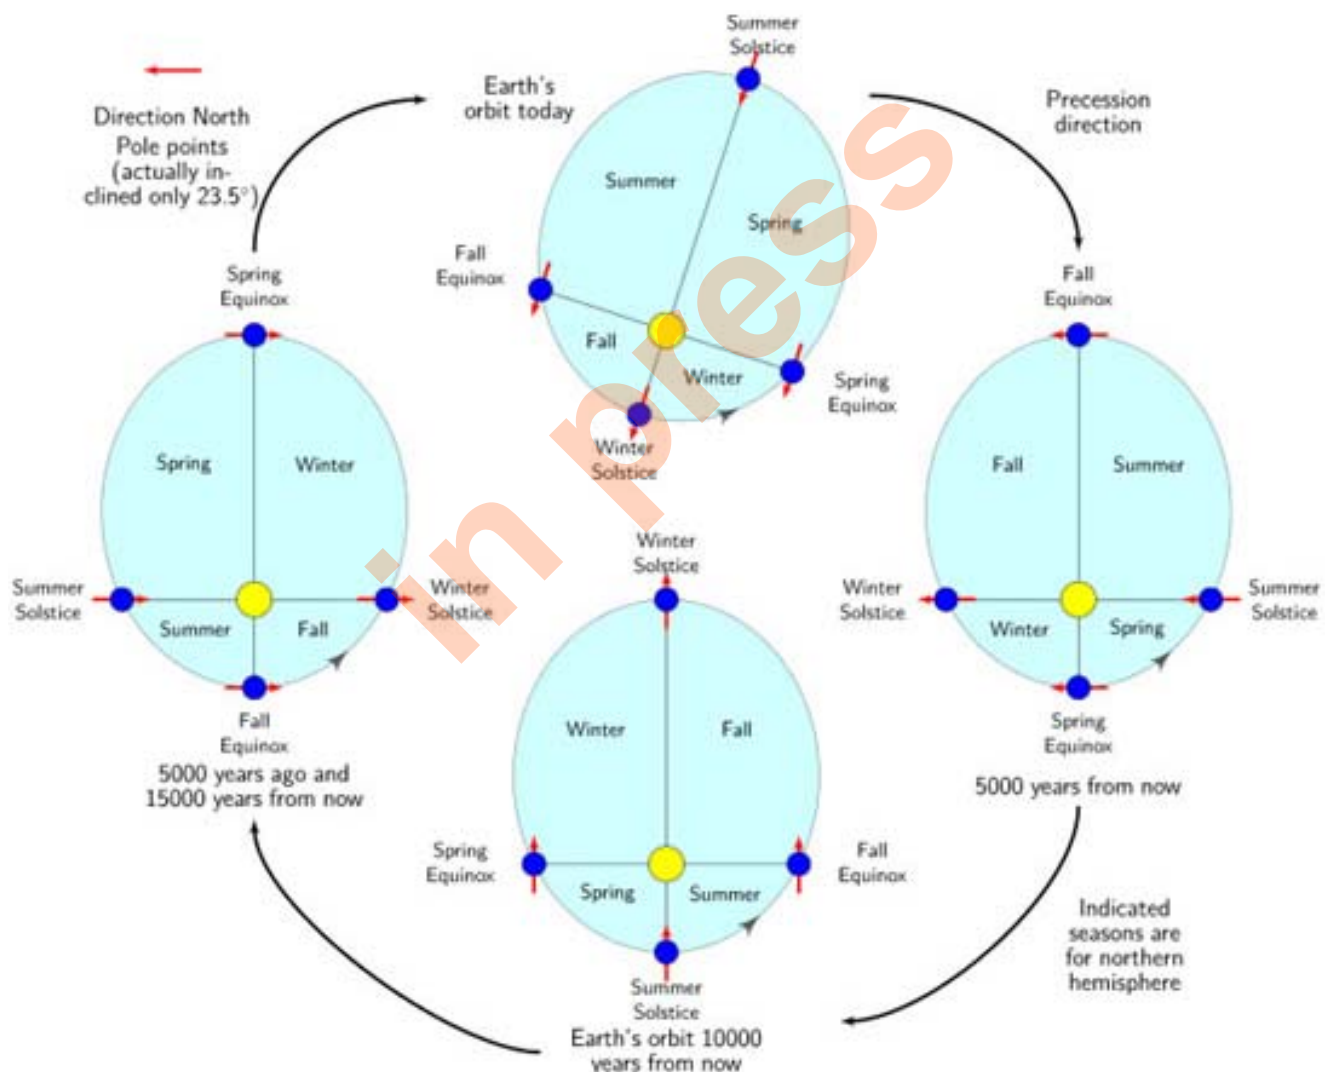 Summer
Solstice
Earth's
orbit today
Precession
direction
Direction North
Pole points
(actually in-
clined only 23.5°)
Summer
Spring
Fall
Equinox
Fall
Winter
Spring
Equinox
Winter
Solstice
Spring
Equinox
Spring
Winter
Summer
Solstice
Winter
Solstice
Summer
Fall
Fall
Equinox
5000 years ago and
15000 years from now
Fall
Equinox
Fall
Summer
Winter
Solstice
Summer
Solstice
Winter
Spring
Spring
Equinox
5000 years from now
Winter
Solstice
Winter
Fall
Spring
Equinox
Fall
Equinox
Spring
Summer
Summer
Solstice
Earth's orbit 10000
years from now
Indicated
seasons are
for northern
hemisphere
in press